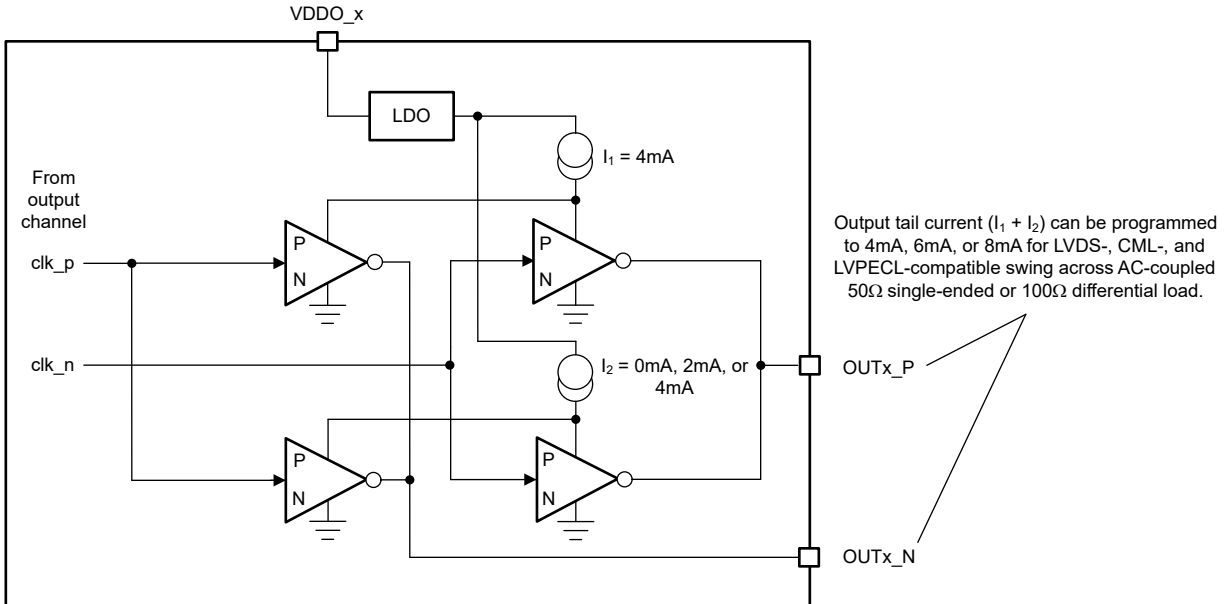 VDDO_x
LDO
I₁ = 4mA
From
output
channel
P
N
P
N
clk_p
Output tail current (I₁ + I₂) can be programmed
to 4mA, 6mA, or 8mA for LVDS-, CML-, and
LVPECL-compatible swing across AC-coupled
50Ω single-ended or 100Ω differential load.
clk_n
I₂ = 0mA, 2mA, or
4mA
OUTx_P
P
N
P
N
OUTx_N